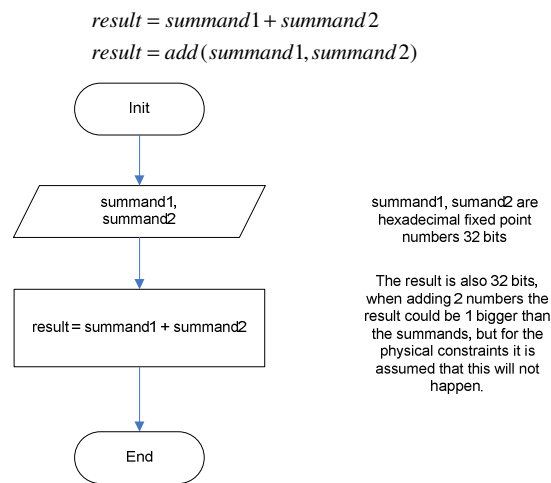 result = summand1 + summand2
result = add(summand1, summand2)
Init
summand1,
summand2
summand1, sumand2 are
hexadecimal fixed point
numbers 32 bits
result = summand1 + summand2
The result is also 32 bits,
when adding 2 numbers the
result could be 1 bigger than
the summands, but for the
physical constraints it is
assumed that this will not
happen.
End